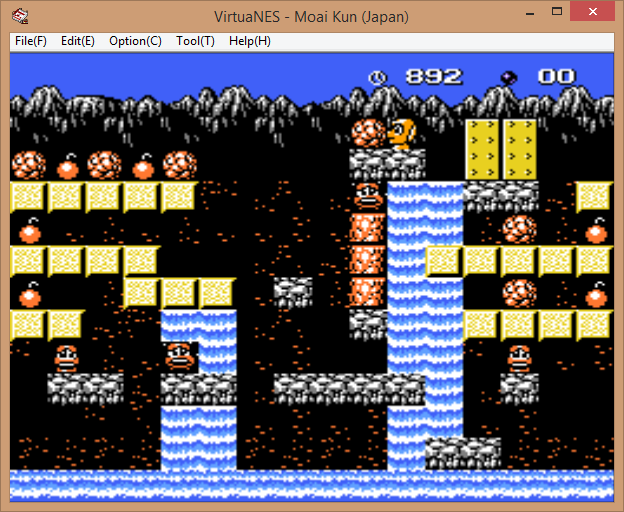 VirtuaNES - Moai Kun (Japan)
File(F) Edit(E) Option(C) Tool(T) Help(H)
892 00